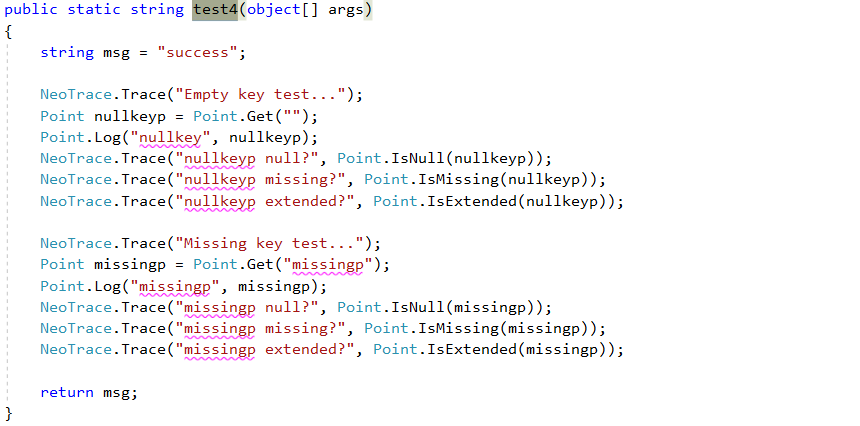 public static string test4(object[] args)
{
string msg = "success";
NeoTrace.Trace("Empty key test...");
Point nullkeyp = Point.Get("");
Point.Log("nullkey", nullkeyp);
NeoTrace.Trace("nullkeyp null?", Point.IsNull(nullkeyp));
NeoTrace.Trace("nullkeyp missing?", Point.IsMissing(nullkeyp));
NeoTrace.Trace("nullkeyp extended?", Point.IsExtended(nullkeyp));
NeoTrace.Trace("Missing key test...");
Point missingp = Point.Get("missingp");
Point.Log("missingp", missingp);
NeoTrace.Trace("missingp null?", Point.IsNull(missingp));
NeoTrace.Trace("missingp missing?", Point.IsMissing(missingp));
NeoTrace.Trace("missingp extended?", Point.IsExtended(missingp));
return msg;
}